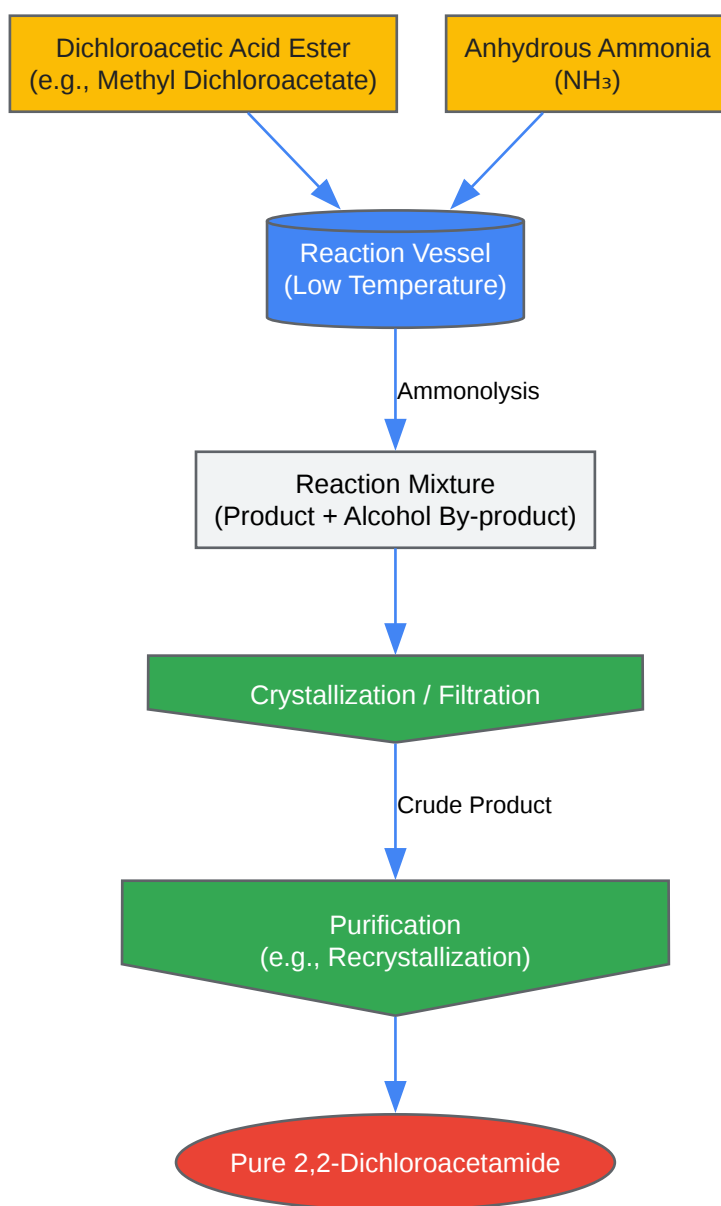 Dichloroacetic Acid Ester
(e.g., Methyl Dichloroacetate)
Anhydrous Ammonia
(NH₃)
Reaction Vessel
(Low Temperature)
Ammonolysis
Reaction Mixture
(Product + Alcohol By-product)
Crystallization / Filtration
Crude Product
Purification
(e.g., Recrystallization)
Pure 2,2-Dichloroacetamide